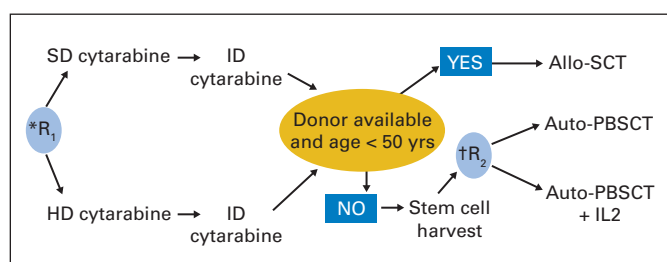 SD cytarabine
ID
cytarabine
YES
Allo-SCT
*R1
Donor available
and age < 50 yrs
†R2
Auto-PBSCT
HD cytarabine
ID
cytarabine
NO
Stem cell
harvest
Auto-PBSCT
+ IL2